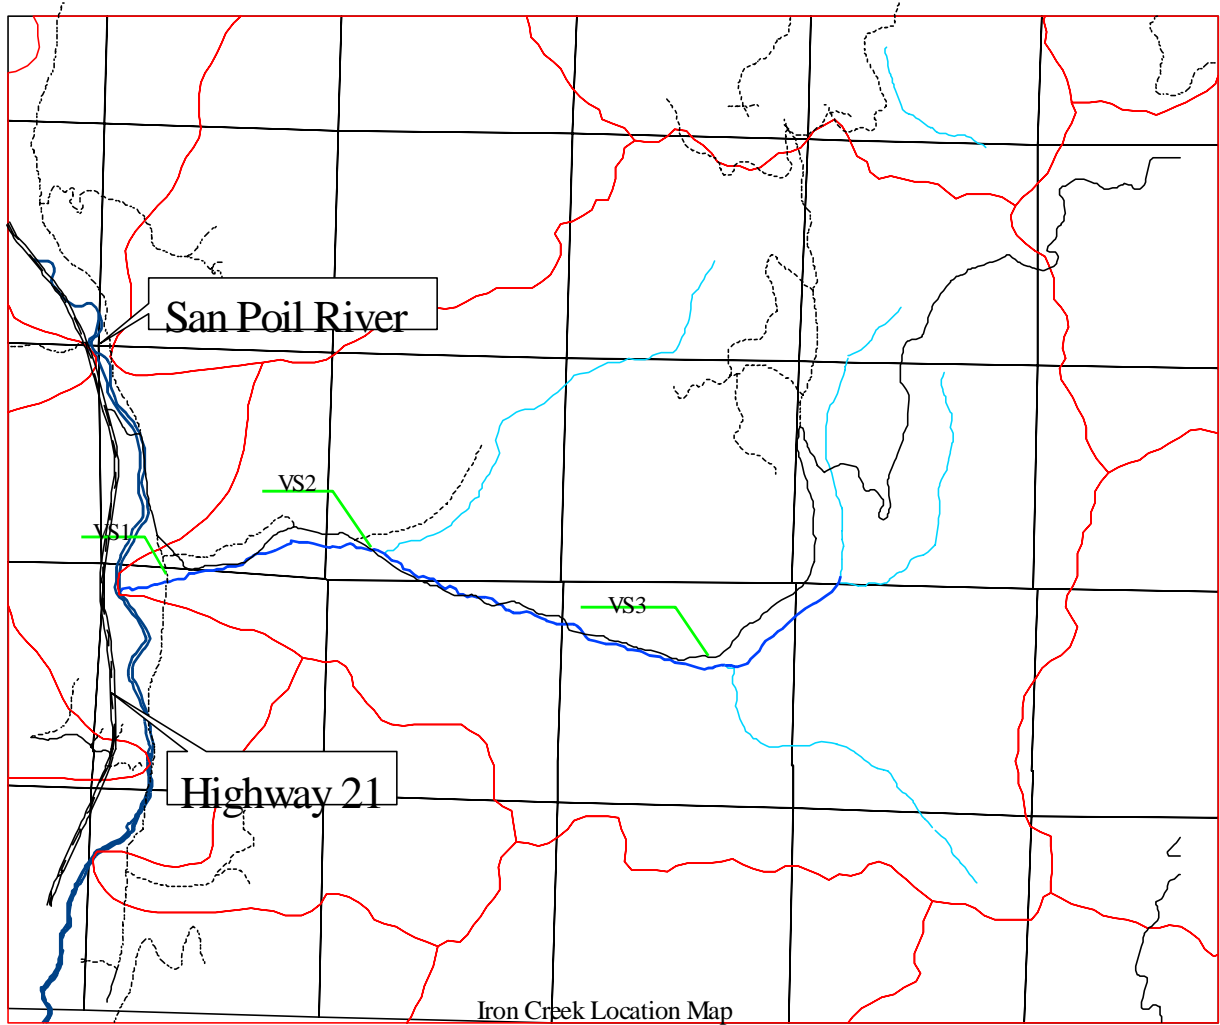 San Poil River
VS2
VS1
VS3
Highway 21
Iron Creek Location Map